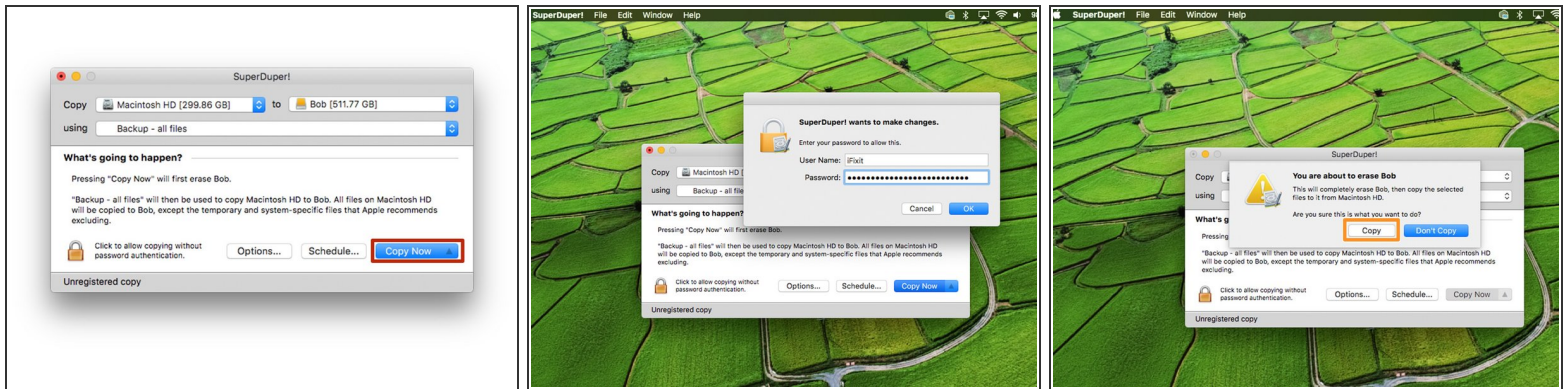 SuperDuper!
Copy Macintosh HD [299.86 GB] to Bob [511.77 GB]
using Backup - all files
What's going to happen?
Pressing "Copy Now" will first erase Bob.
"Backup - all files" will then be used to copy Macintosh HD to Bob. All files on Macintosh HD
will be copied to Bob, except the temporary and system-specific files that Apple recommends
excluding.
Click to allow copying without
password authentication.
Options... Schedule... Copy Now
Unregistered copy
SuperDuper! File Edit Window Help
SuperDuper! wants to make changes.
Enter your password to allow this.
User Name: iFixit
Password: •••••••••••••••••••••••••••
Cancel OK
Copy Macintosh HD [
using Backup - all file
What's going to happen?
Pressing "Copy Now" will first erase Bob.
"Backup - all files" will then be used to copy Macintosh HD to Bob. All files on Macintosh HD
will be copied to Bob, except the temporary and system-specific files that Apple recommends
excluding.
Click to allow copying without
password authentication.
Options... Schedule... Copy Now
Unregistered copy
SuperDuper! File Edit Window Help
SuperDuper!
Copy
using
You are about to erase Bob
This will completely erase Bob, then copy the selected
files to it from Macintosh HD.
Are you sure this is what you want to do?
Copy Don't Copy
What's g
Pressing
"Backup - all files" will then be used to copy Macintosh HD to Bob. All files on Macintosh HD
will be copied to Bob, except the temporary and system-specific files that Apple recommends
excluding.
Click to allow copying without
password authentication.
Options... Schedule... Copy Now
Unregistered copy